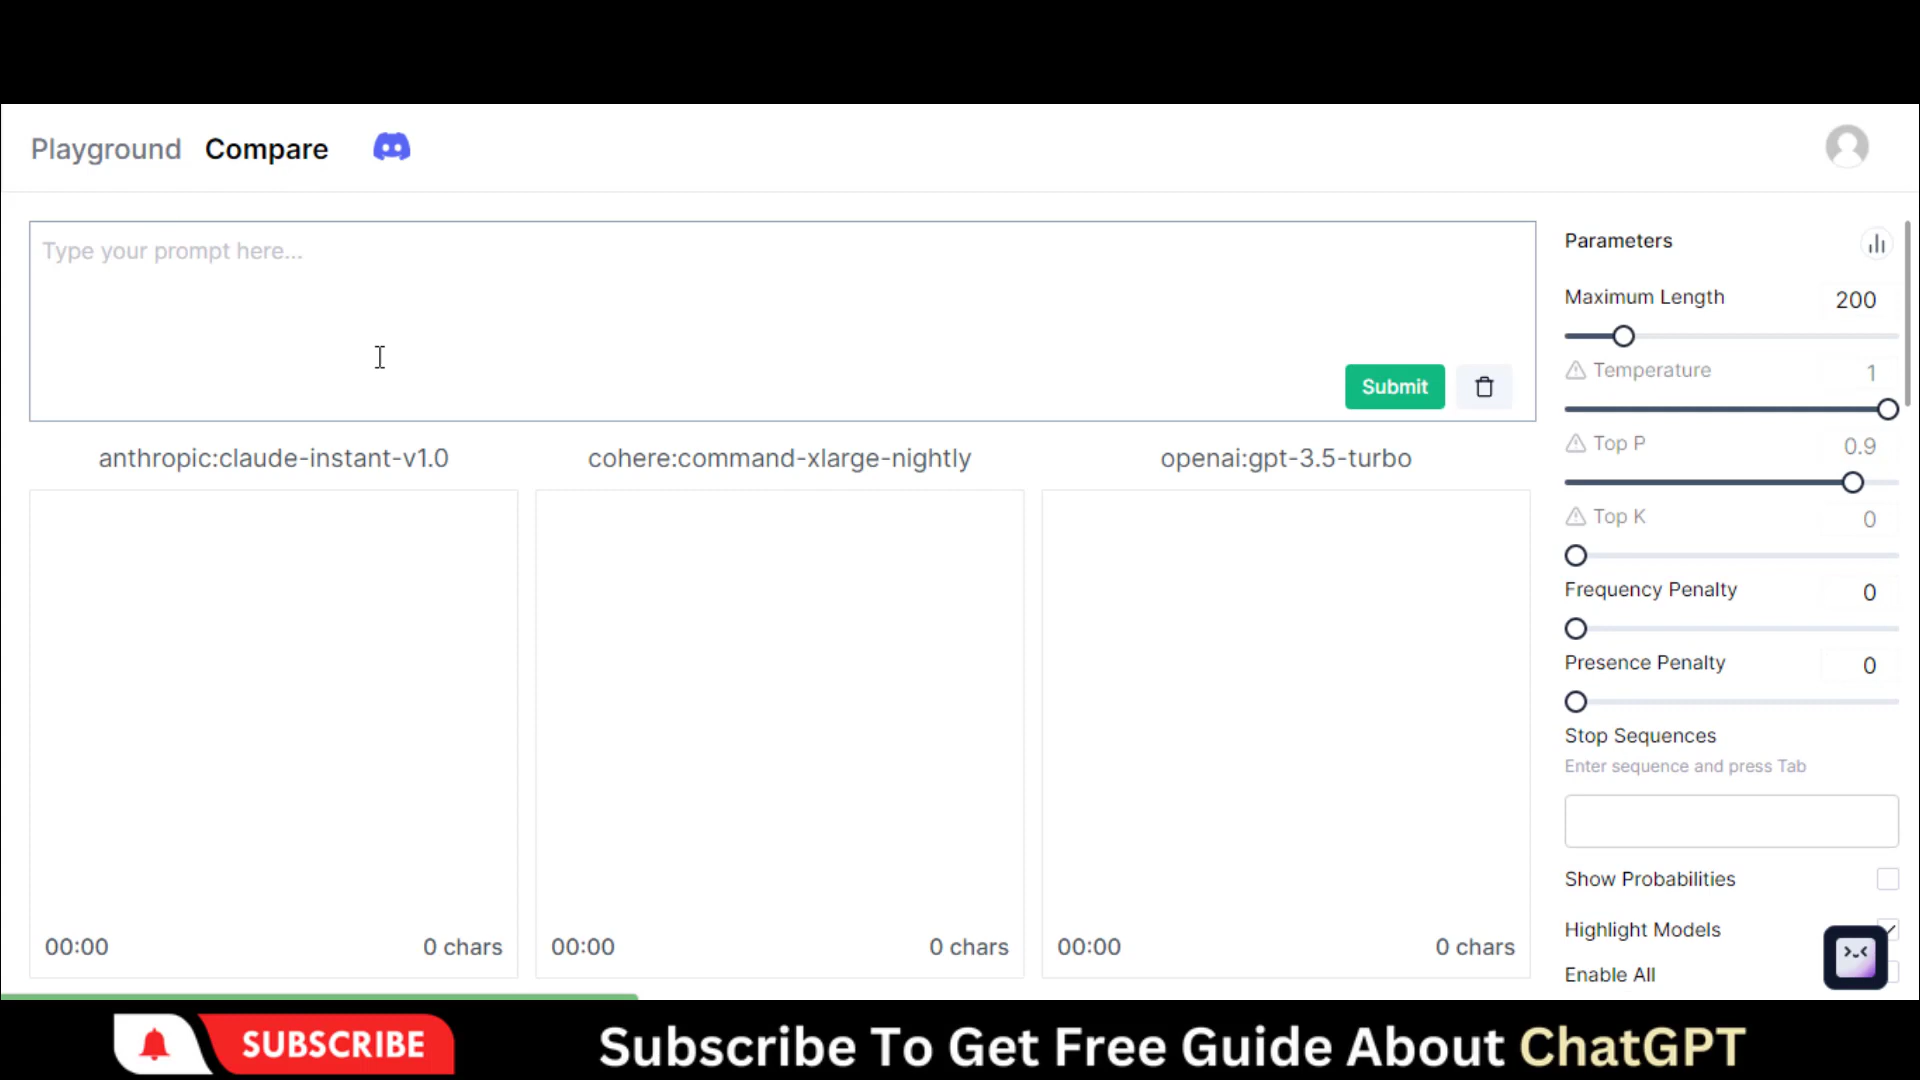 Playground Compare
Type your prompt here...
Submit
anthropic:claude-instant-v1.0
cohere:command-xlarge-nightly
openai:gpt-3.5-turbo
00:00 0 chars
00:00 0 chars
00:00 0 chars
Parameters
Maximum Length 200
Temperature 1
Top P 0.9
Top K 0
Frequency Penalty 0
Presence Penalty 0
Stop Sequences
Enter sequence and press Tab
Show Probabilities
Highlight Models
Enable All
SUBSCRIBE
Subscribe To Get Free Guide About ChatGPT